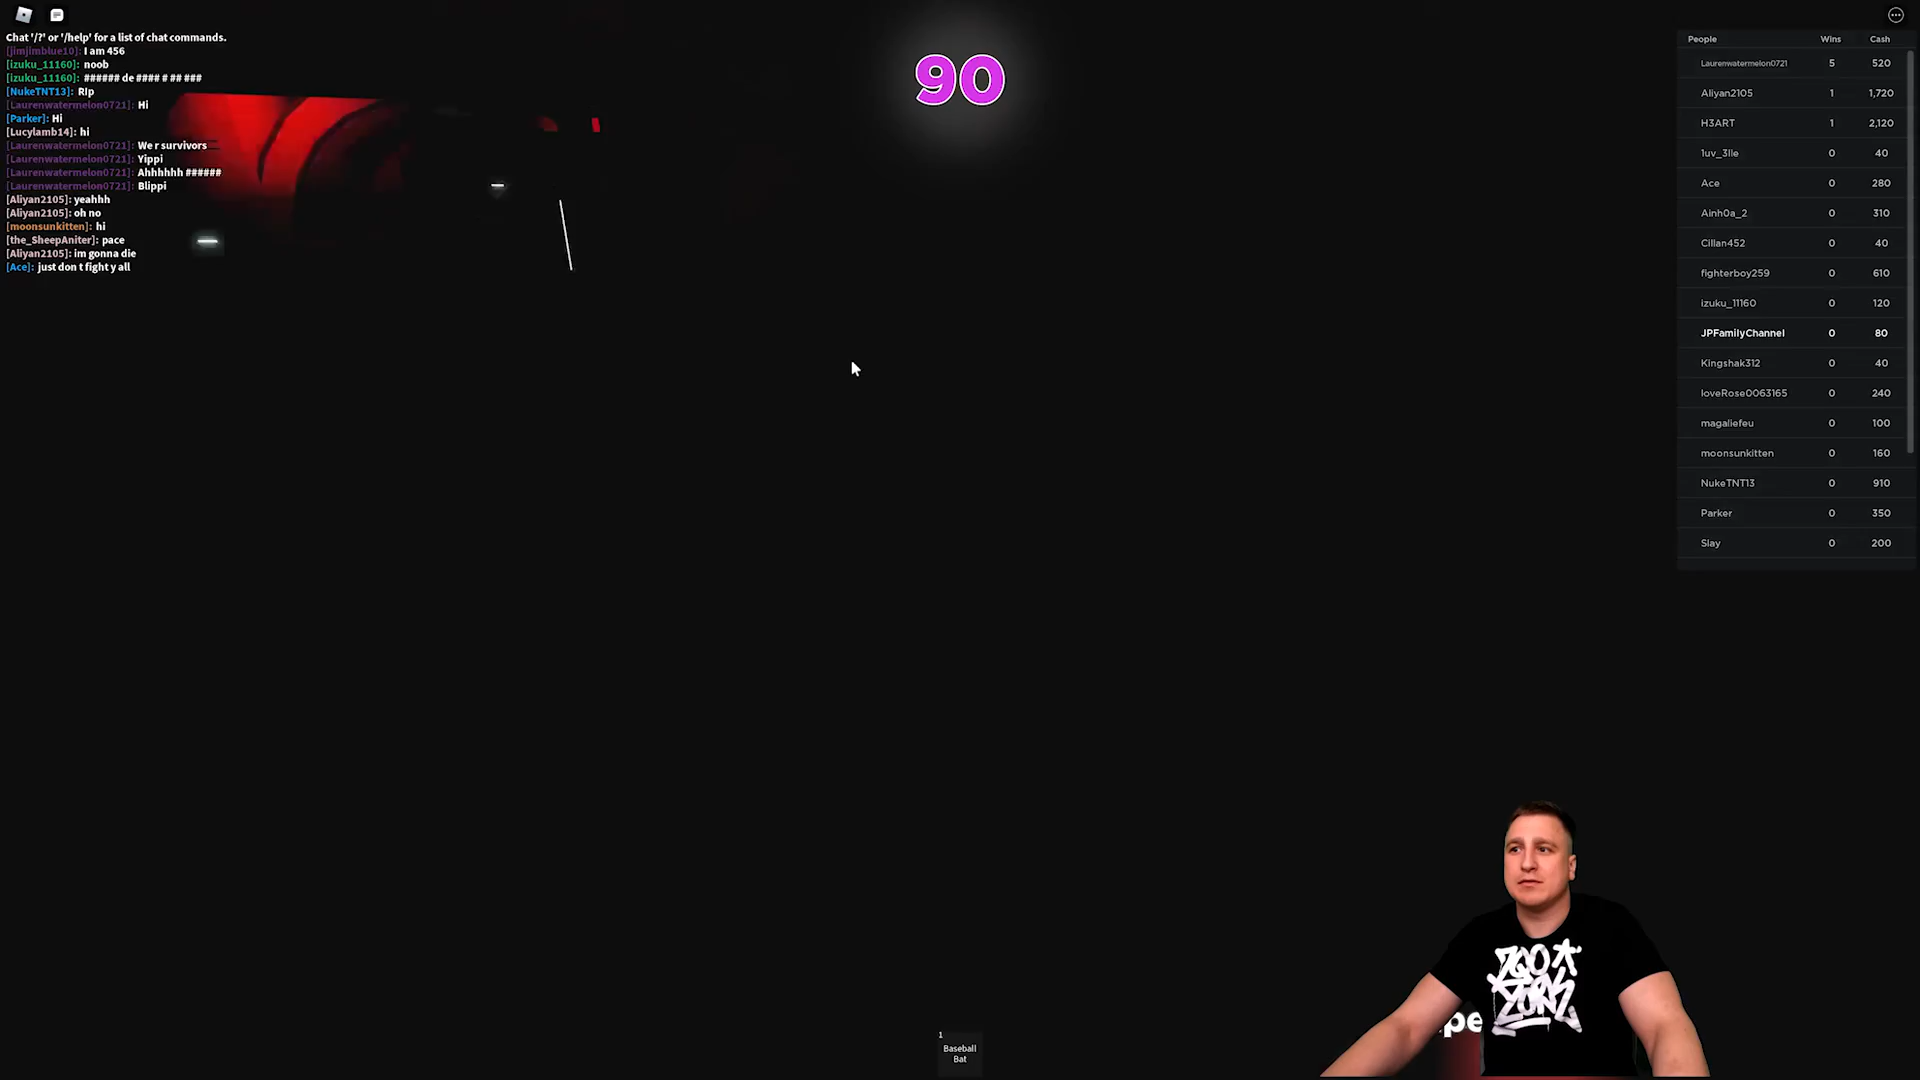 Chat '/?' or '/help' for a list of chat commands.
[jimjimblue10]: I am 456
[izuku_11160]: noob
[izuku_11160]: ###### de #### # ## ###
[NukeTNT13]: RIp
[Laurenwatermelon0721]: Hi
[Parker]: Hi
[Lucylamb14]: hi
[Laurenwatermelon0721]: We r survivors
[Laurenwatermelon0721]: Yippi
[Laurenwatermelon0721]: Ahhhhhh ######
[Laurenwatermelon0721]: Blippi
[Aliyan2105]: yeahhh
[Aliyan2105]: oh no
[moonsunkitten]: hi
[the_SheepAniter]: pace
[Aliyan2105]: im gonna die
[Ace]: just don t fight y all
90
People Wins Cash
Laurenwatermelon0721 5 520
Aliyan2105 1 1,720
H3ART 1 2,120
1uv_3lle 0 40
Ace 0 280
Ainh0a_2 0 310
Cillan452 0 40
fighterboy259 0 610
izuku_11160 0 120
JPFamilyChannel 0 80
Kingshak312 0 40
loveRose0063165 0 240
magaliefeu 0 100
moonsunkitten 0 160
NukeTNT13 0 910
Parker 0 350
Slay 0 200
1
Baseball
Bat
pe